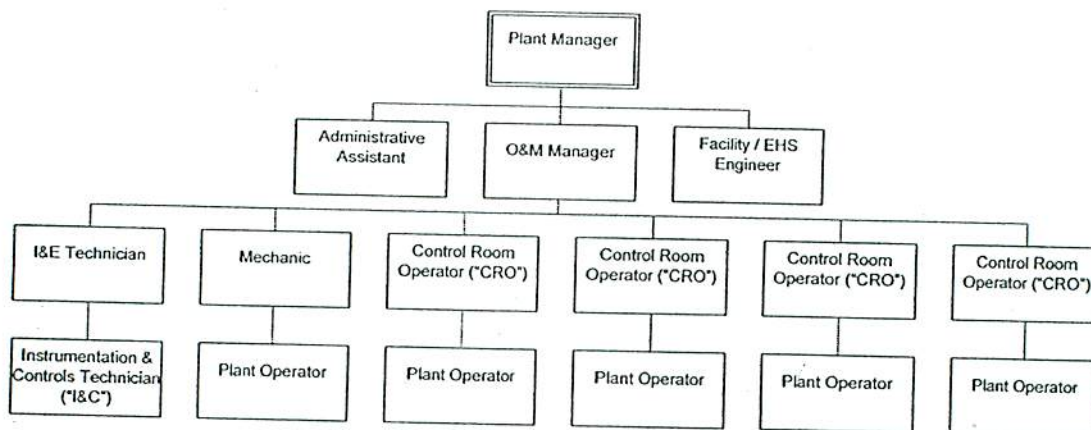 Plant Manager
Administrative
Assistant
O&M Manager
Facility / EHS
Engineer
I&E Technician
Mechanic
Control Room
Operator ("CRO")
Control Room
Operator ("CRO")
Control Room
Operator ("CRO")
Control Room
Operator ("CRO")
Instrumentation &
Controls Technician
("I&C")
Plant Operator
Plant Operator
Plant Operator
Plant Operator
Plant Operator